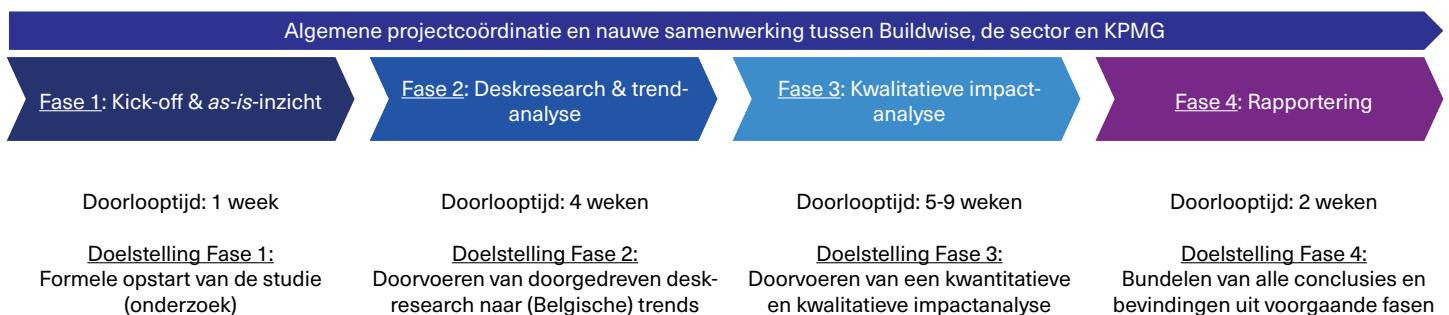 Algemene projectcoördinatie en nauwe samenwerking tussen Buildwise, de sector en KPMG
Fase 1: Kick-off & as-is-inzicht
Fase 2: Deskresearch & trend-
analyse
Fase 3: Kwalitatieve impact-
analyse
Fase 4: Rapportering
Doorlooptijd: 1 week
Doelstelling Fase 1:
Formele opstart van de studie
(onderzoek)
Doorlooptijd: 4 weken
Doelstelling Fase 2:
Doorvoeren van doorgedreven desk-
research naar (Belgische) trends
Doorlooptijd: 5-9 weken
Doelstelling Fase 3:
Doorvoeren van een kwantitatieve
en kwalitatieve impactanalyse
Doorlooptijd: 2 weken
Doelstelling Fase 4:
Bundelen van alle conclusies en
bevindingen uit voorgaande fasen